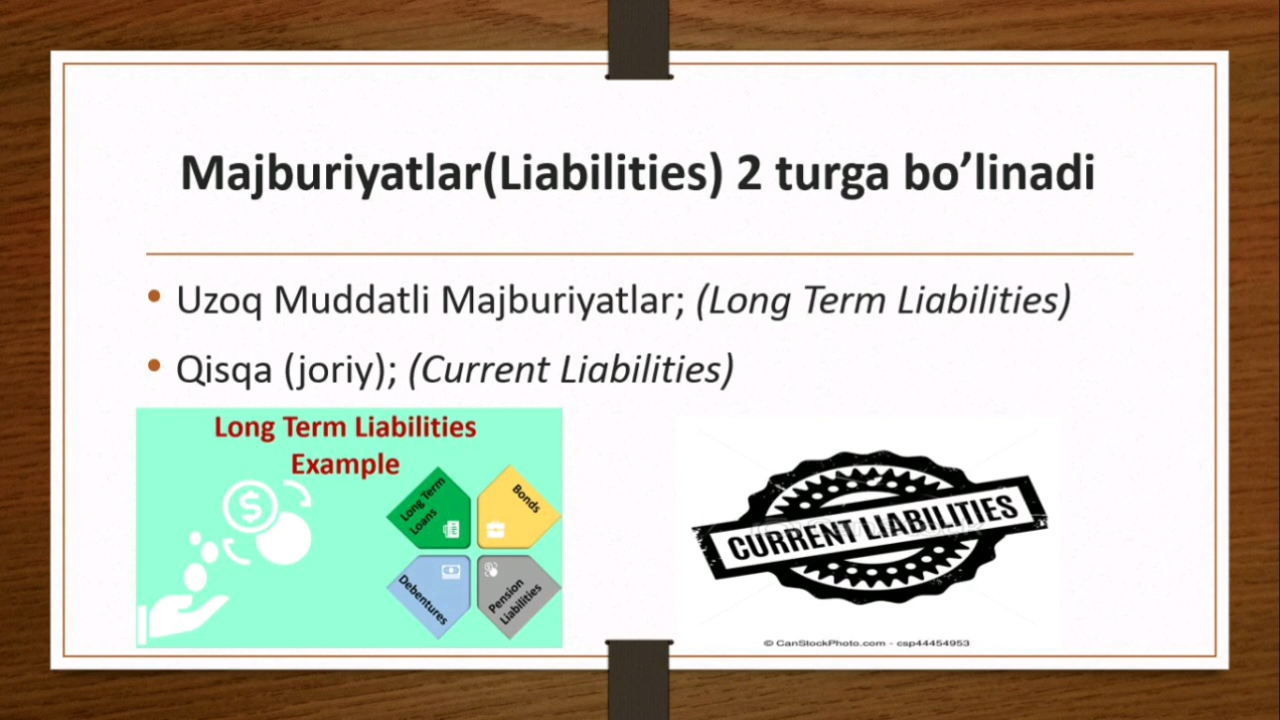 Majburiyatlar(Liabilities) 2 turga bo’linadi
• Uzoq Muddatli Majburiyatlar; (Long Term Liabilities)
• Qisqa (joriy); (Current Liabilities)
Long Term Liabilities
Example
Long Term
Loans
Bonds
Debentures
Pension
Liabilities
CURRENT LIABILITIES
© CanStockPhoto.com - csp44454953